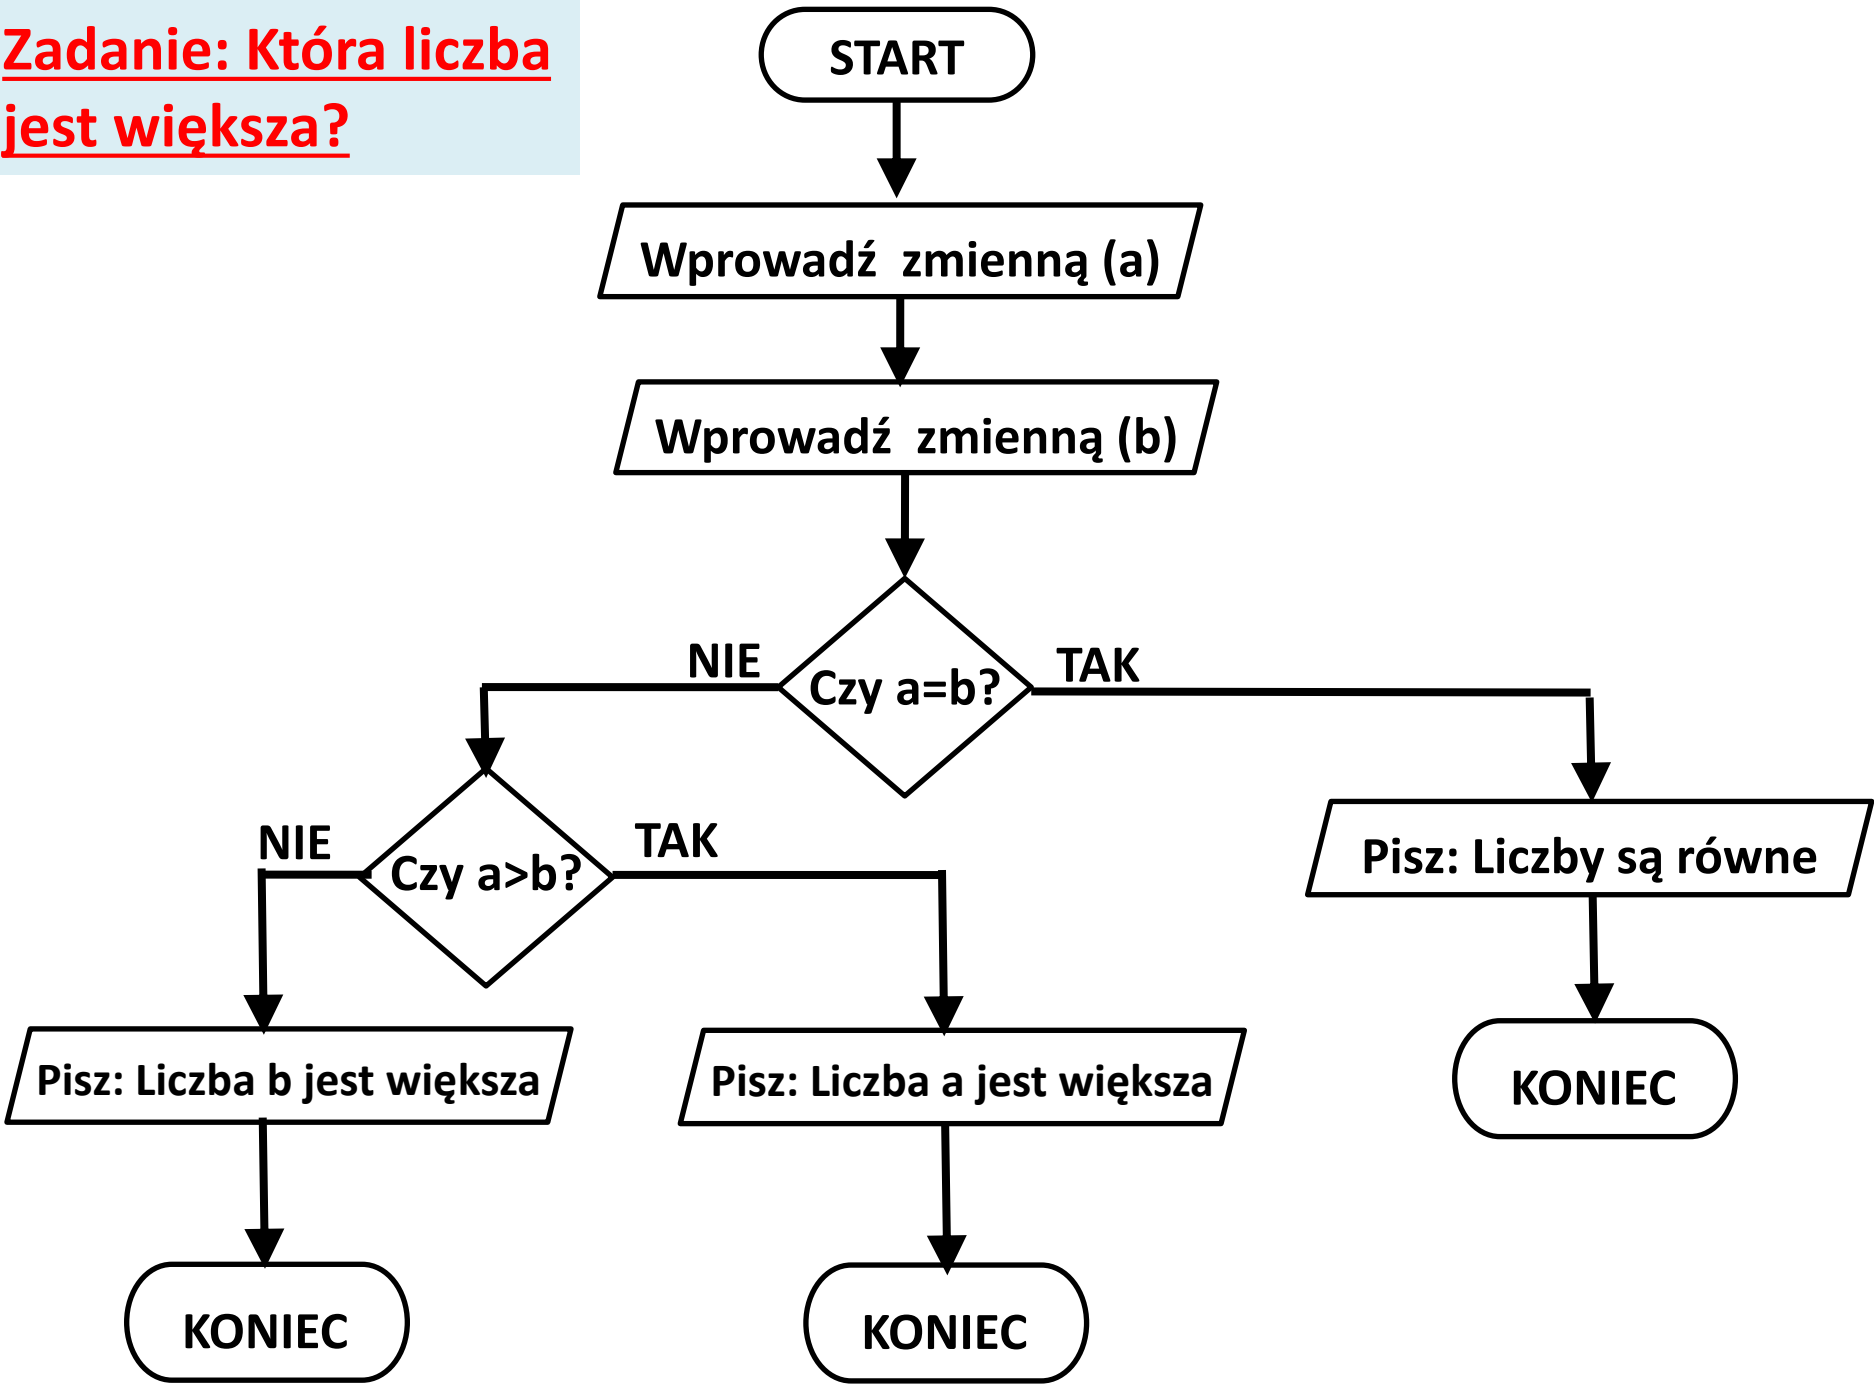 Zadanie: Która liczba
jest większa?
START
Wprowadź  zmienną (a)
Wprowadź  zmienną (b)
Czy a=b?
NIE
TAK
Czy a>b?
NIE
TAK
Pisz: Liczby są równe
Pisz: Liczba b jest większa
Pisz: Liczba a jest większa
KONIEC
KONIEC
KONIEC